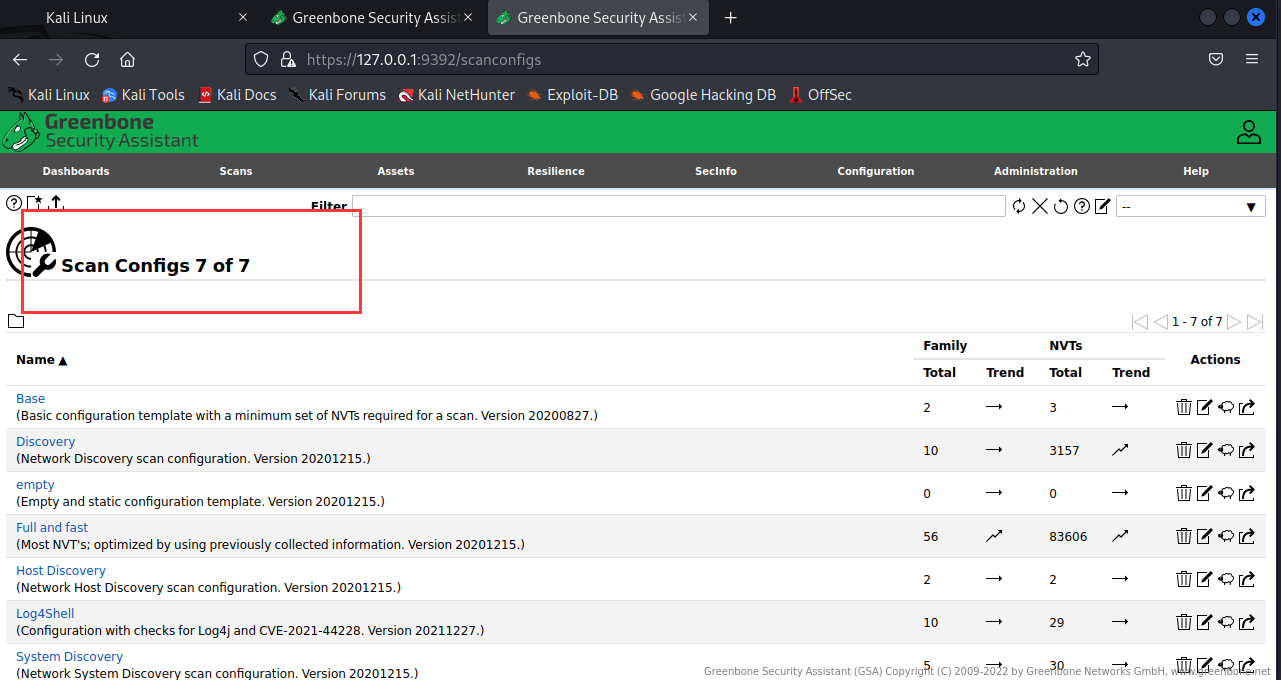 Kali Linux
Greenbone Security Assis
Greenbone Security Assis
https://127.0.0.1:9392/scanconfigs
Kali Linux Kali Tools Kali Docs Kali Forums Kali NetHunter Exploit-DB Google Hacking DB OffSec
Greenbone
Security Assistant
Dashboards Scans Assets Resilience SecInfo Configuration Administration Help
Filter --
Scan Configs 7 of 7
1 - 7 of 7
Name ▲ Family NVTs Actions
Total Trend Total Trend
Base
(Basic configuration template with a minimum set of NVTs required for a scan. Version 20200827.) 2 3
Discovery
(Network Discovery scan configuration. Version 20201215.) 10 3157
empty
(Empty and static configuration template. Version 20201215.) 0 0
Full and fast
(Most NVT's; optimized by using previously collected information. Version 20201215.) 56 83606
Host Discovery
(Network Host Discovery scan configuration. Version 20201215.) 2 2
Log4Shell
(Configuration with checks for Log4j and CVE-2021-44228. Version 20211227.) 10 29
System Discovery
(Network System Discovery scan configuration. Version 20201215.) 5 30
Greenbone Security Assistant (GSA) Copyright (C) 2009-2022 by Greenbone Networks GmbH, www.greenbone.net